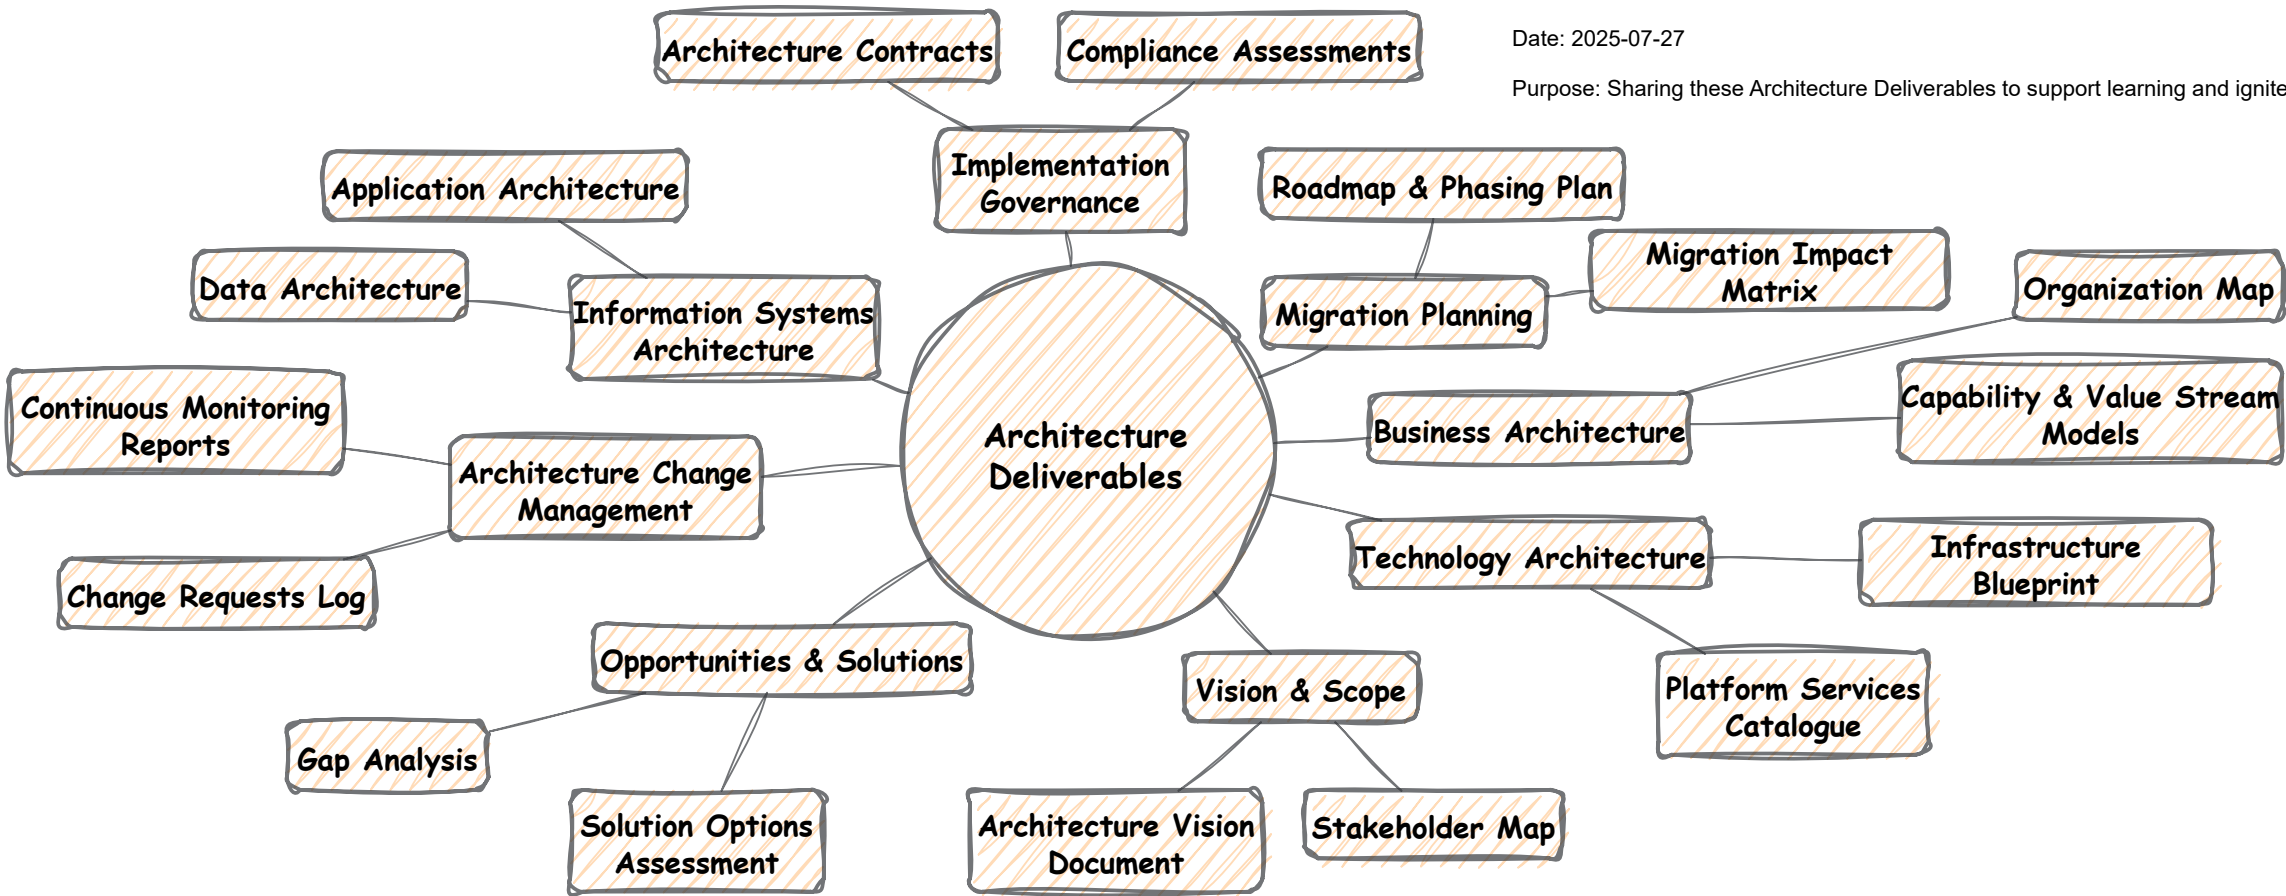 Architecture Contracts
Compliance Assessments
Date: 2025-07-27
Purpose: Sharing these Architecture Deliverables to support learning and ignite
Implementation
Governance
Application Architecture
Roadmap & Phasing Plan
Data Architecture
Information Systems
Architecture
Migration Planning
Migration Impact
Matrix
Organization Map
Continuous Monitoring
Reports
Architecture Change
Management
Architecture
Deliverables
Business Architecture
Capability & Value Stream
Models
Change Requests Log
Technology Architecture
Infrastructure
Blueprint
Opportunities & Solutions
Vision & Scope
Platform Services
Catalogue
Gap Analysis
Solution Options
Assessment
Architecture Vision
Document
Stakeholder Map